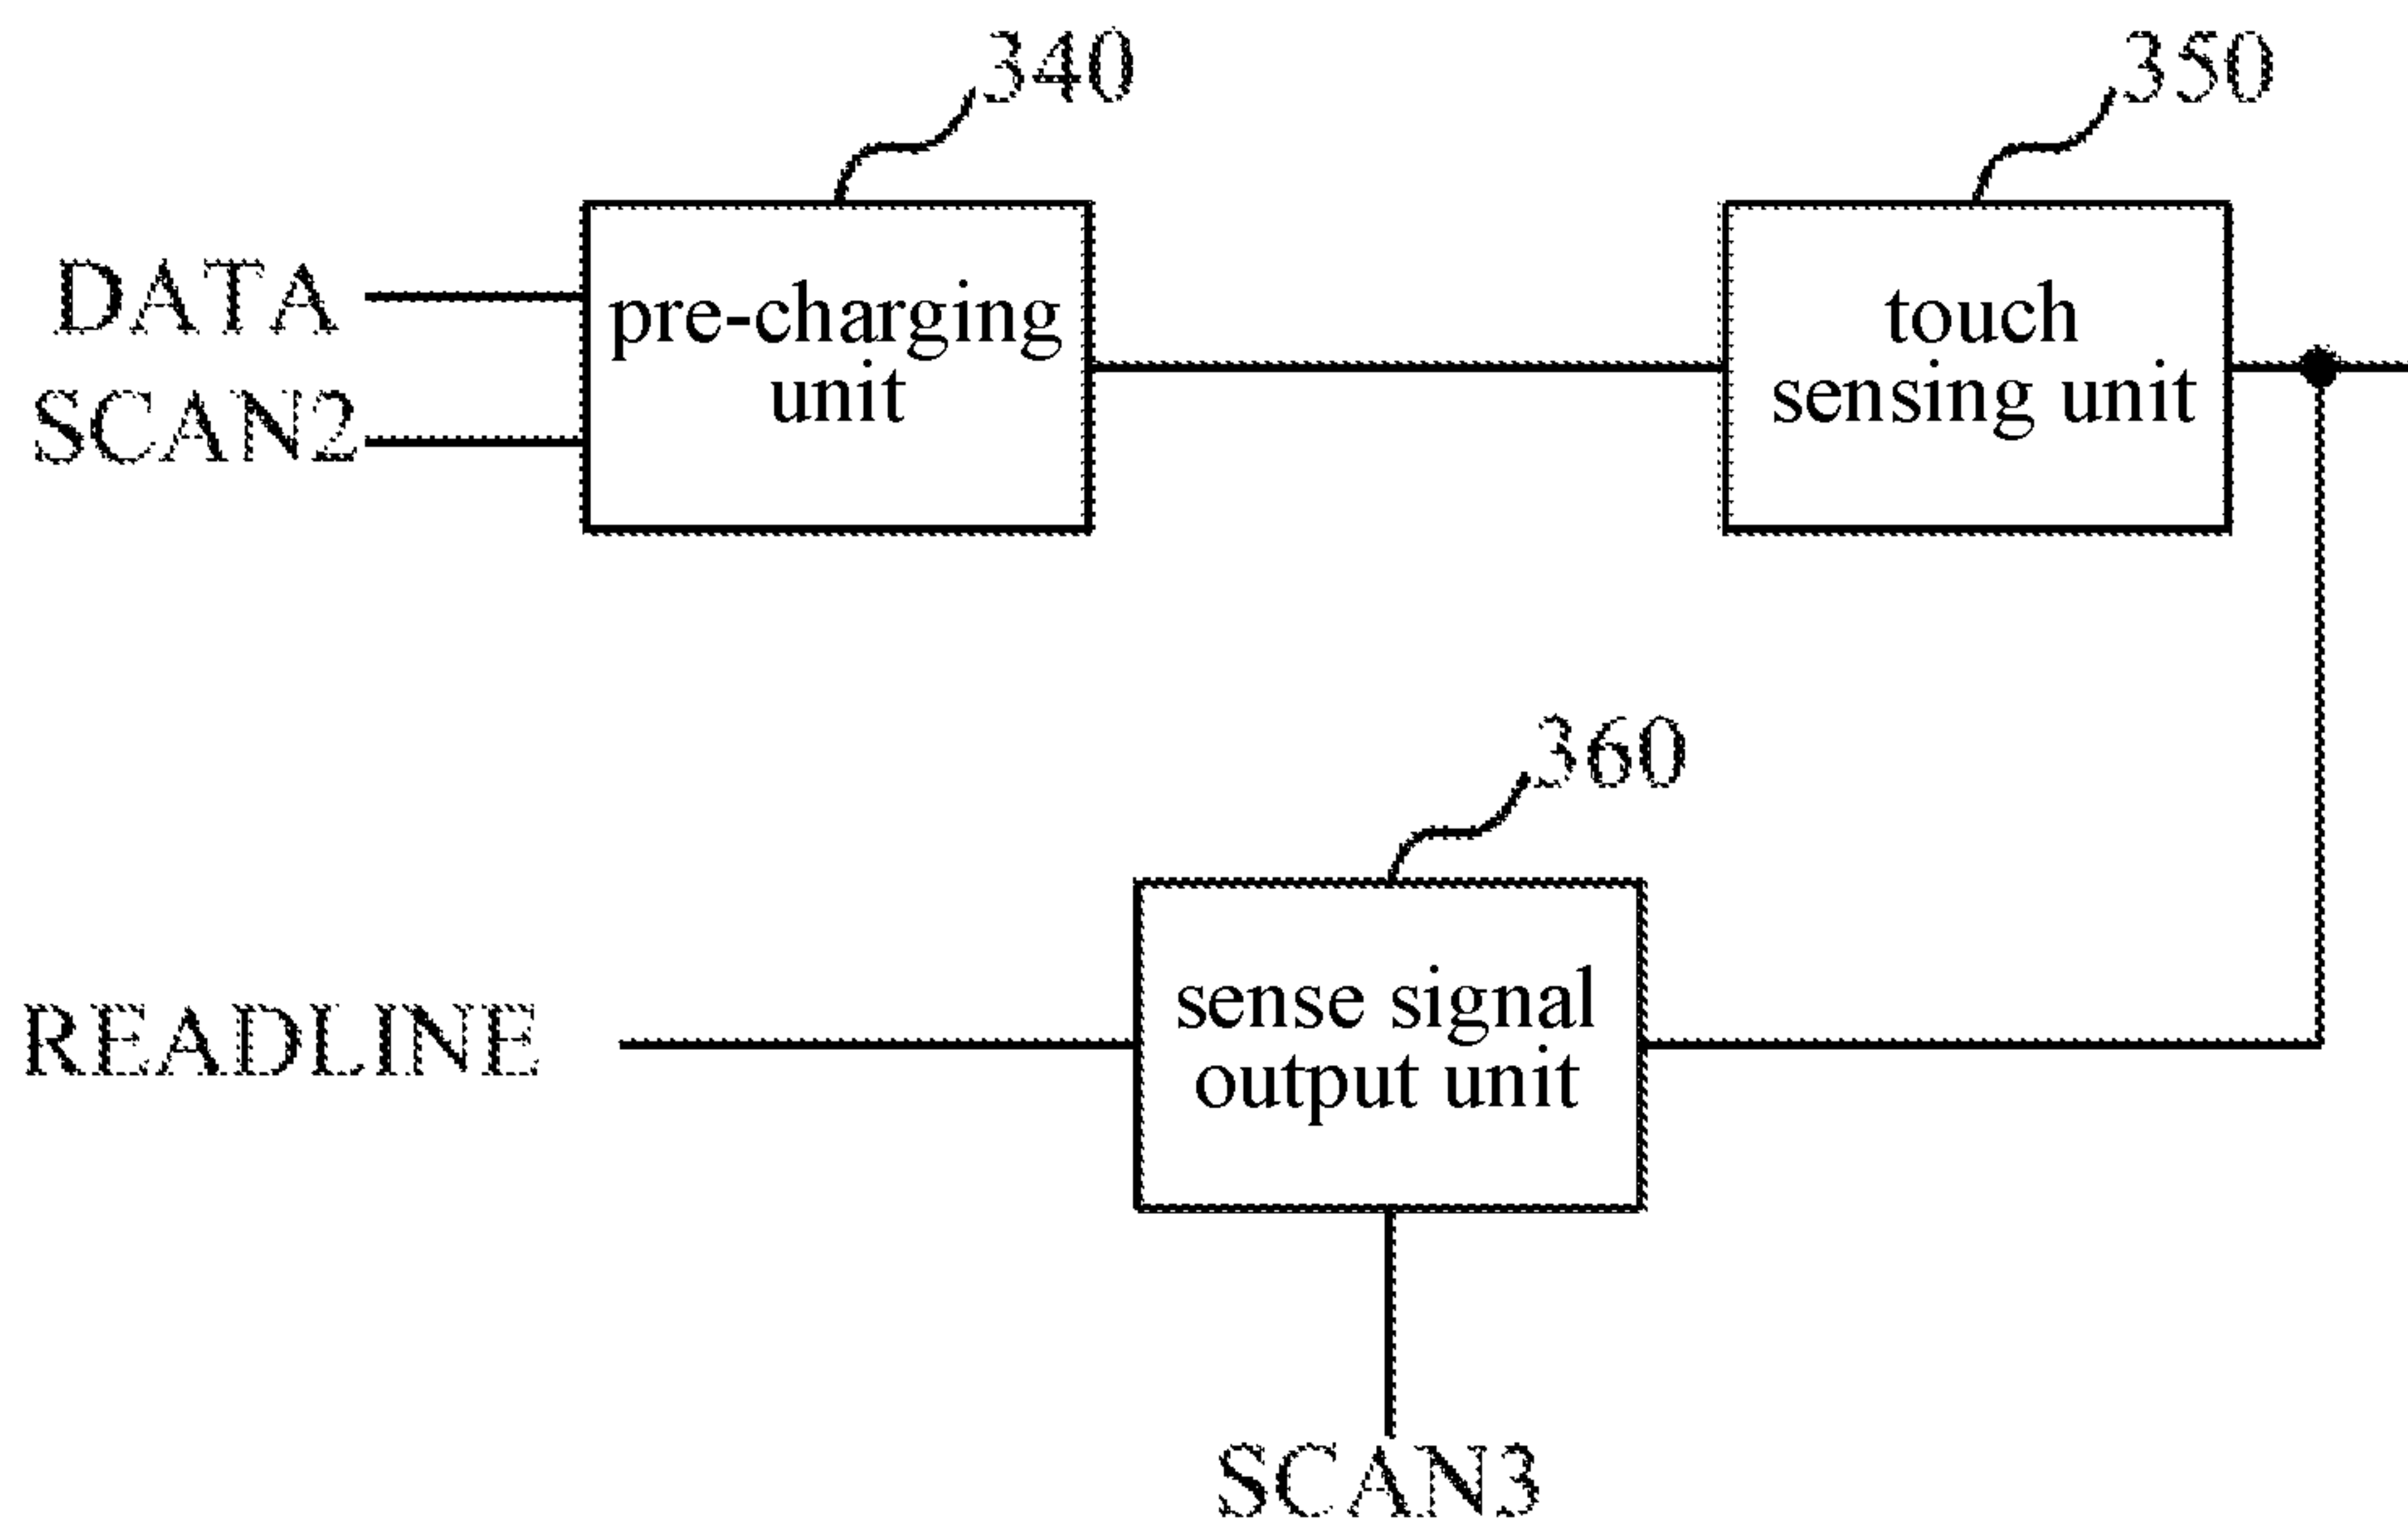 340
350
DATA
SCAN2
pre-charging
unit
touch
sensing unit
360
READLINE
sense signal
output unit
SCAN3